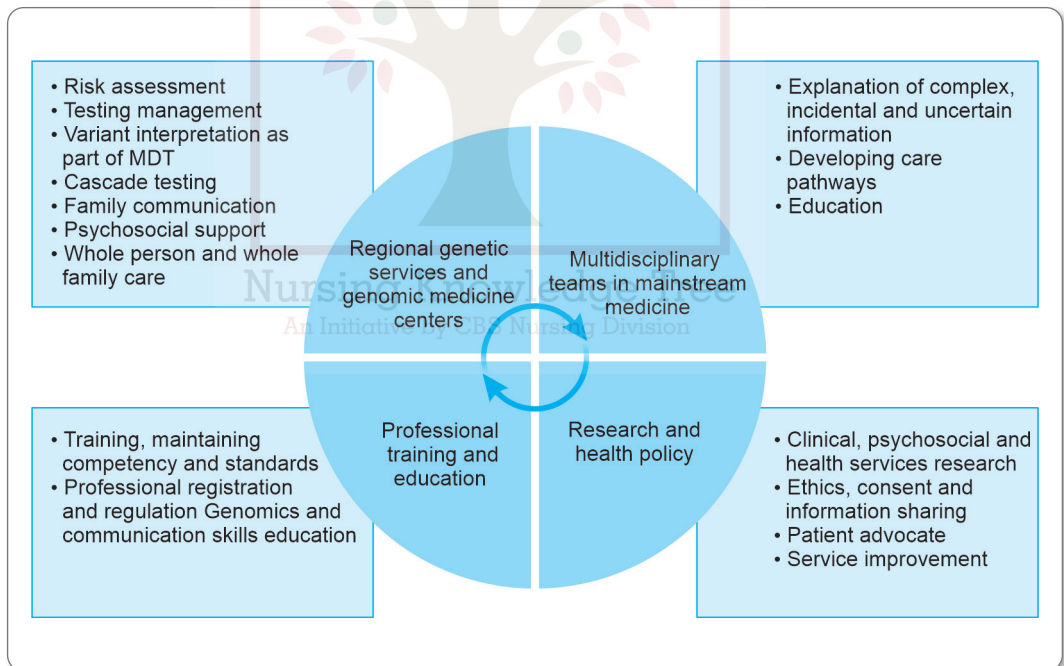 • Risk assessment
• Testing management
• Variant interpretation as
part of MDT
• Cascade testing
• Family communication
• Psychosocial support
• Whole person and whole
family care
• Explanation of complex,
incidental and uncertain
information
• Developing care
pathways
• Education
Regional genetic
services and
genomic medicine
centers
Multidisciplinary
teams in mainstream
medicine
Nursing Knowledge Tree
An Initiative by CBS Nursing Division
Professional
training and
education
Research and
health policy
• Training, maintaining
competency and standards
• Professional registration
and regulation Genomics and
communication skills education
• Clinical, psychosocial and
health services research
• Ethics, consent and
information sharing
• Patient advocate
• Service improvement